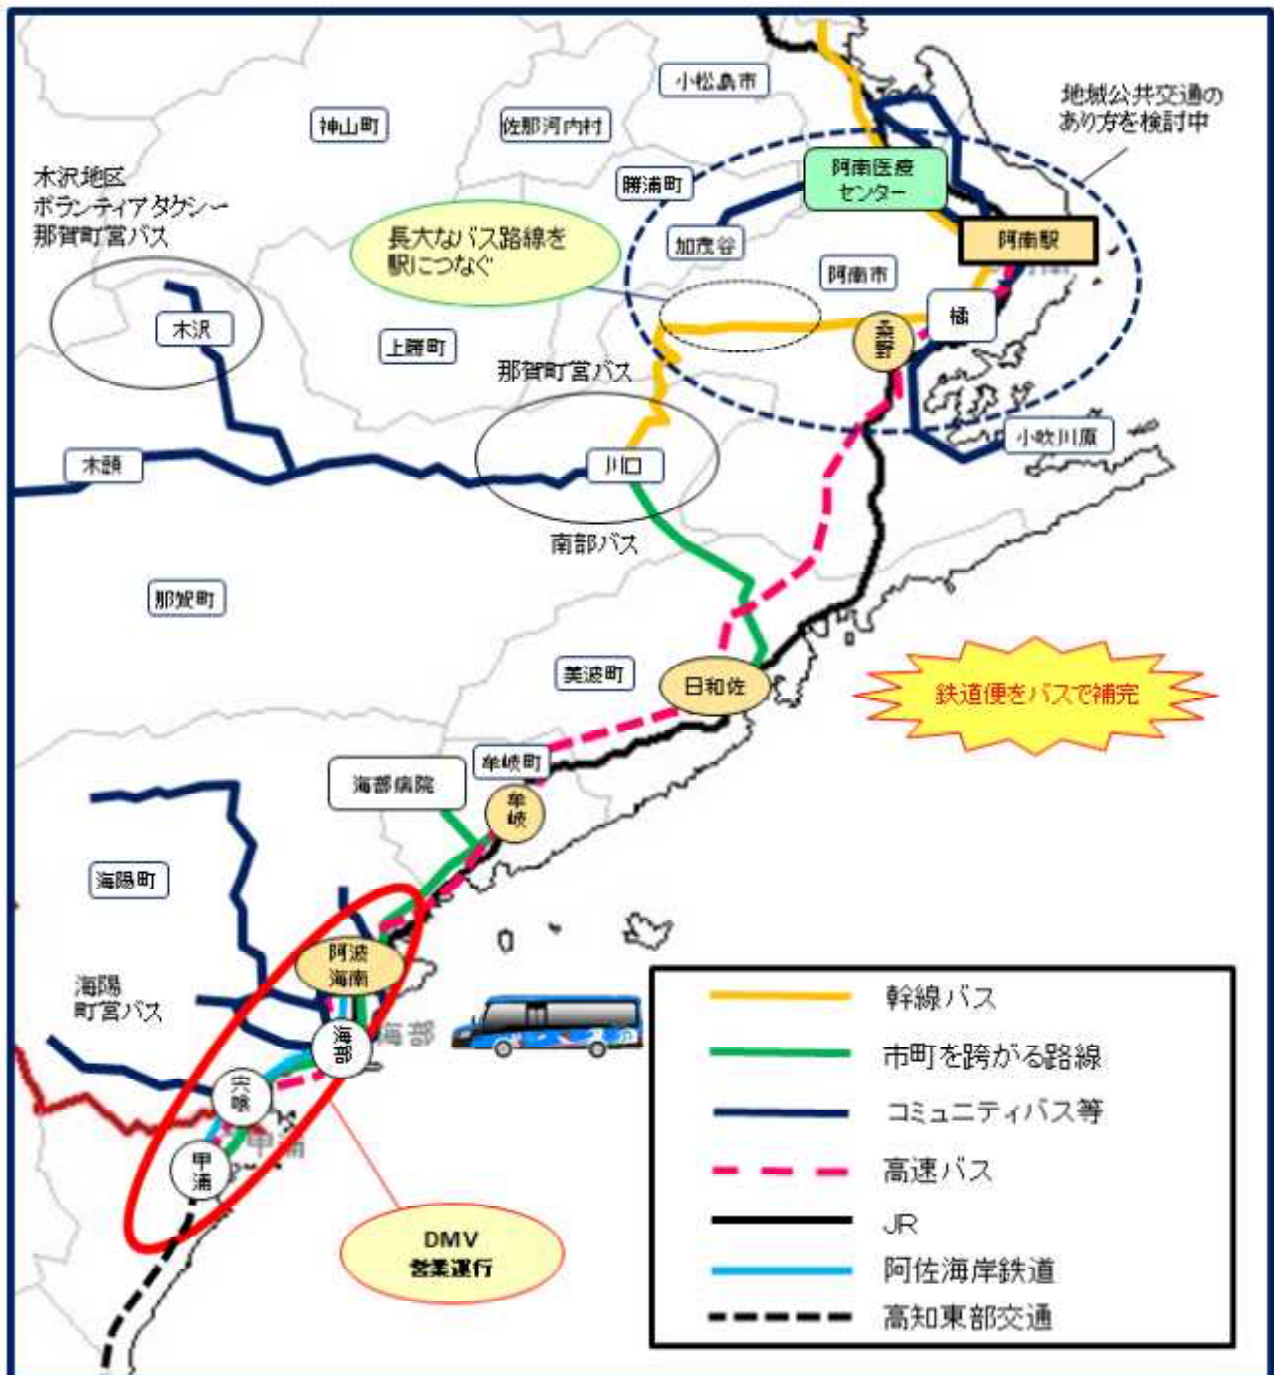 小松島市
神山町
佐那河内村
地域公共交通の
あり方を検討中
木沢地区
ボランティアタクシー
那賀町営バス
勝浦町
阿南医療
センター
長大なバス路線を
駅につなぐ
加茂谷
阿南駅
阿南市
木沢
橘
桑野
上勝町
那賀町営バス
小吹川原
木頭
川口
南部バス
那賀町
美波町
日和佐
鉄道便をバスで補完
牟岐町
海部病院
牟岐
海陽町
阿波
海南
海陽
町営バス
海部
海部
宍喰
甲浦
甲浦
DMV
営業運行
幹線バス
市町を跨がる路線
コミュニティバス等
高速バス
JR
阿佐海岸鉄道
高知東部交通